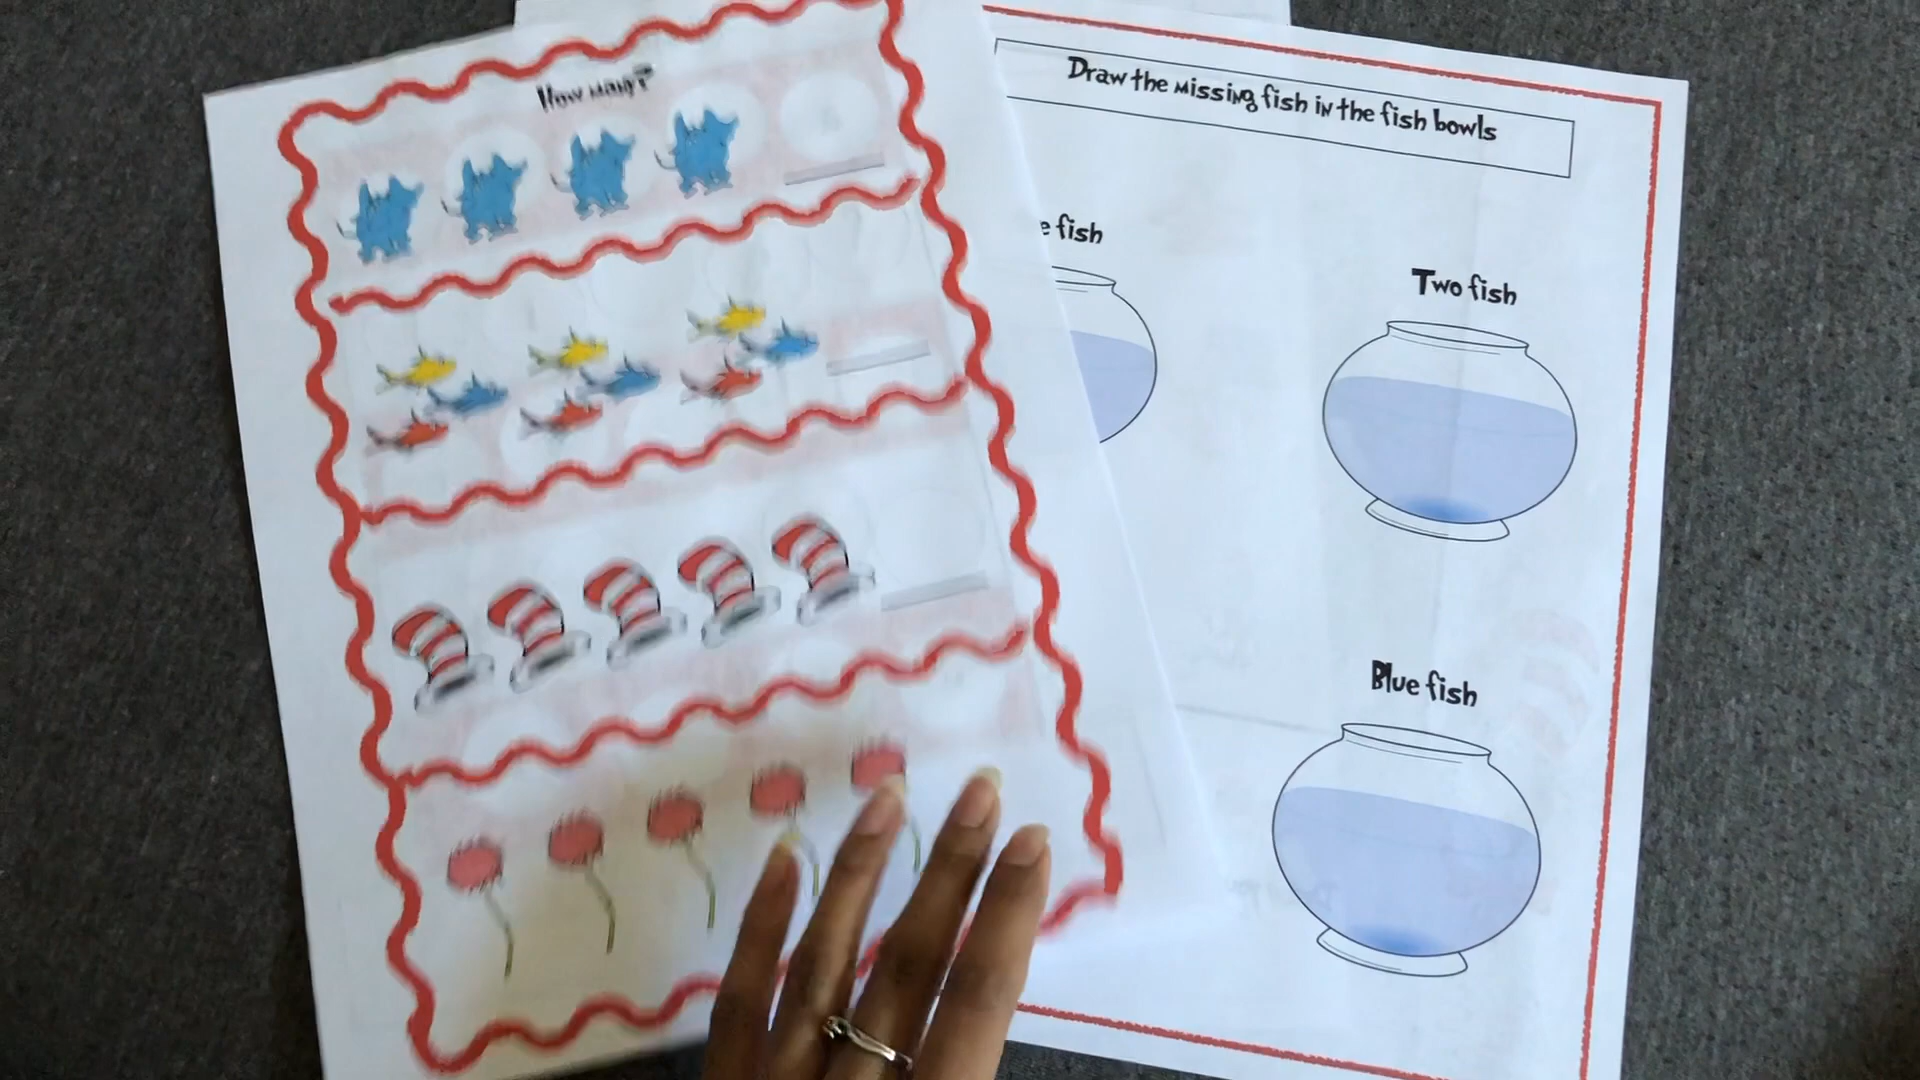 How many?
Draw the missing fish in the fish bowls
e fish
Two fish
Blue fish